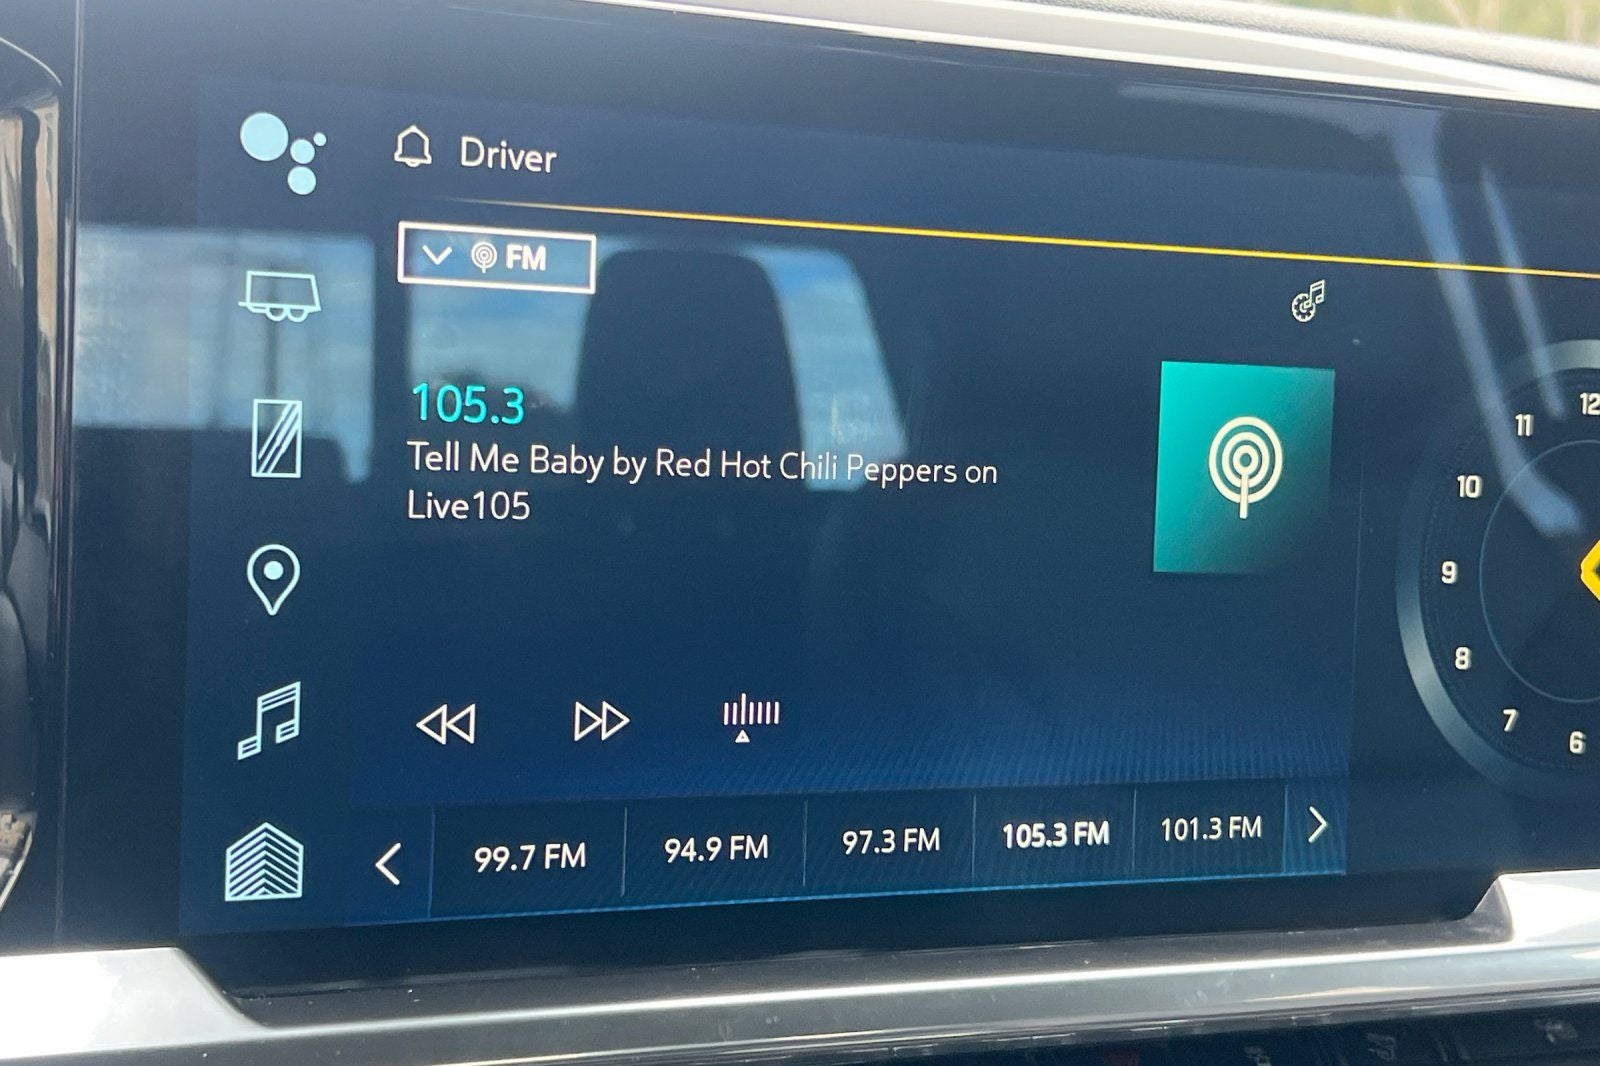 Driver
FM
105.3
Tell Me Baby by Red Hot Chili Peppers on
Live105
99.7 FM
94.9 FM
97.3 FM
105.3 FM
101.3 FM
12
11
10
9
8
7
6